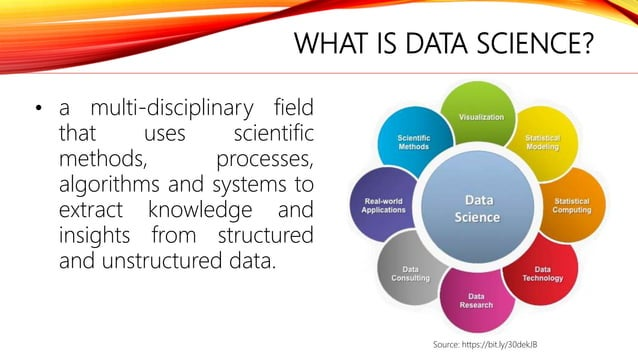 WHAT IS DATA SCIENCE?
• a multi-disciplinary field
that uses scientific
methods, processes,
algorithms and systems to
extract knowledge and
insights from structured
and unstructured data.
Visualization
Statistical
Modeling
Statistical
Computing
Data
Technology
Data
Research
Data
Consulting
Real-world
Applications
Scientific
Methods
Data
Science
Source: https://bit.ly/30dekJB